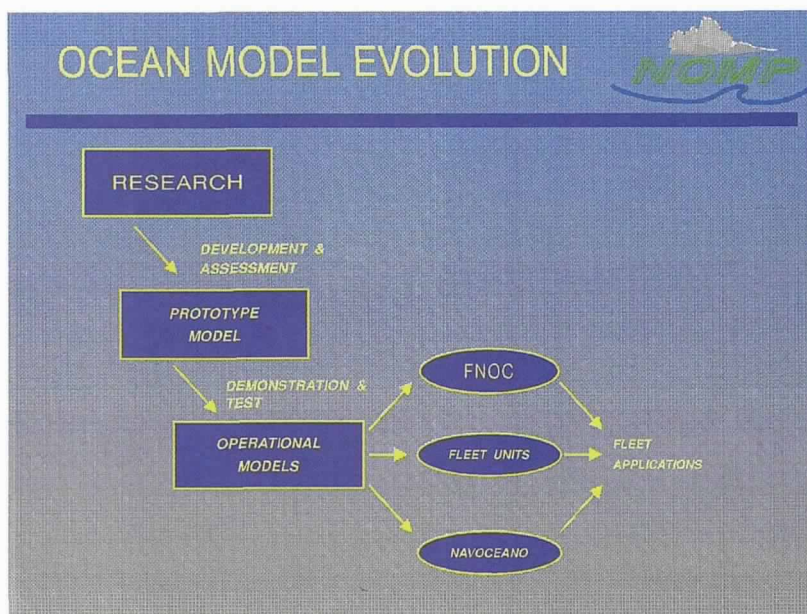 OCEAN MODEL EVOLUTION
NOMP
RESEARCH
DEVELOPMENT &
ASSESSMENT
PROTOTYPE
MODEL
DEMONSTRATION &
TEST
OPERATIONAL
MODELS
FNOC
FLEET UNITS
NAVOCEANO
FLEET
APPLICATIONS